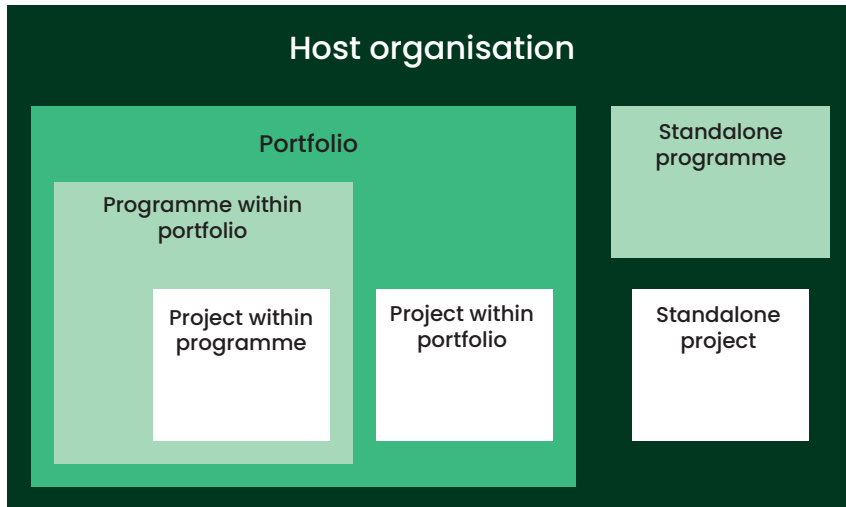 Host organisation
Portfolio
Standalone
programme
Programme within
portfolio
Project within
programme
Project within
portfolio
Standalone
project